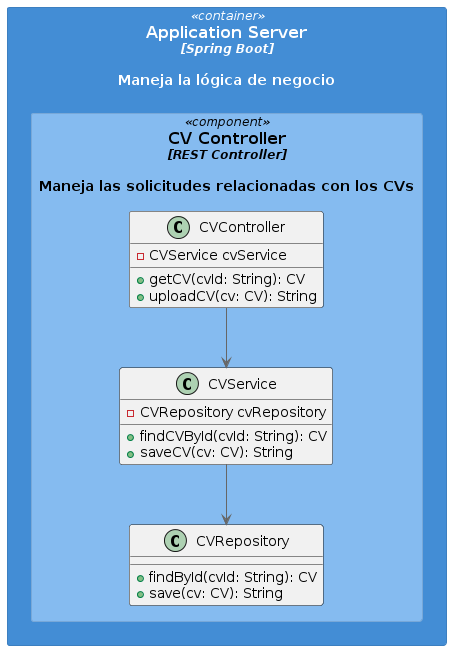 «container»
Application Server
[Spring Boot]
Maneja la lógica de negocio
«component»
CV Controller
[REST Controller]
Maneja las solicitudes relacionadas con los CVs
C CVController
CVService cvService
getCV(cvId: String): CV
uploadCV(cv: CV): String
C CVService
CVRepository cvRepository
findCVById(cvId: String): CV
saveCV(cv: CV): String
C CVRepository
findById(cvId: String): CV
save(cv: CV): String